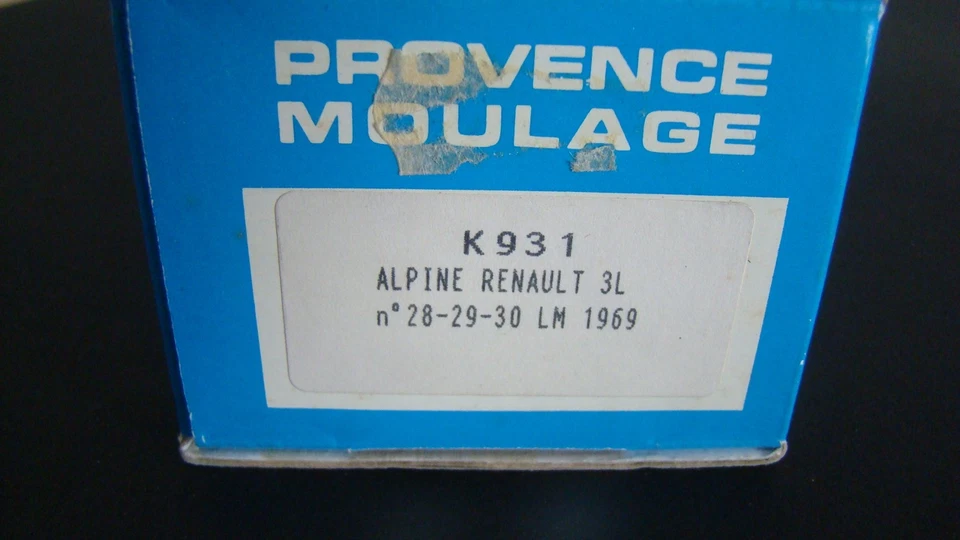 PROVENCE
MOULAGE
K931
ALPINE RENAULT 3L
n°28-29-30 LM 1969